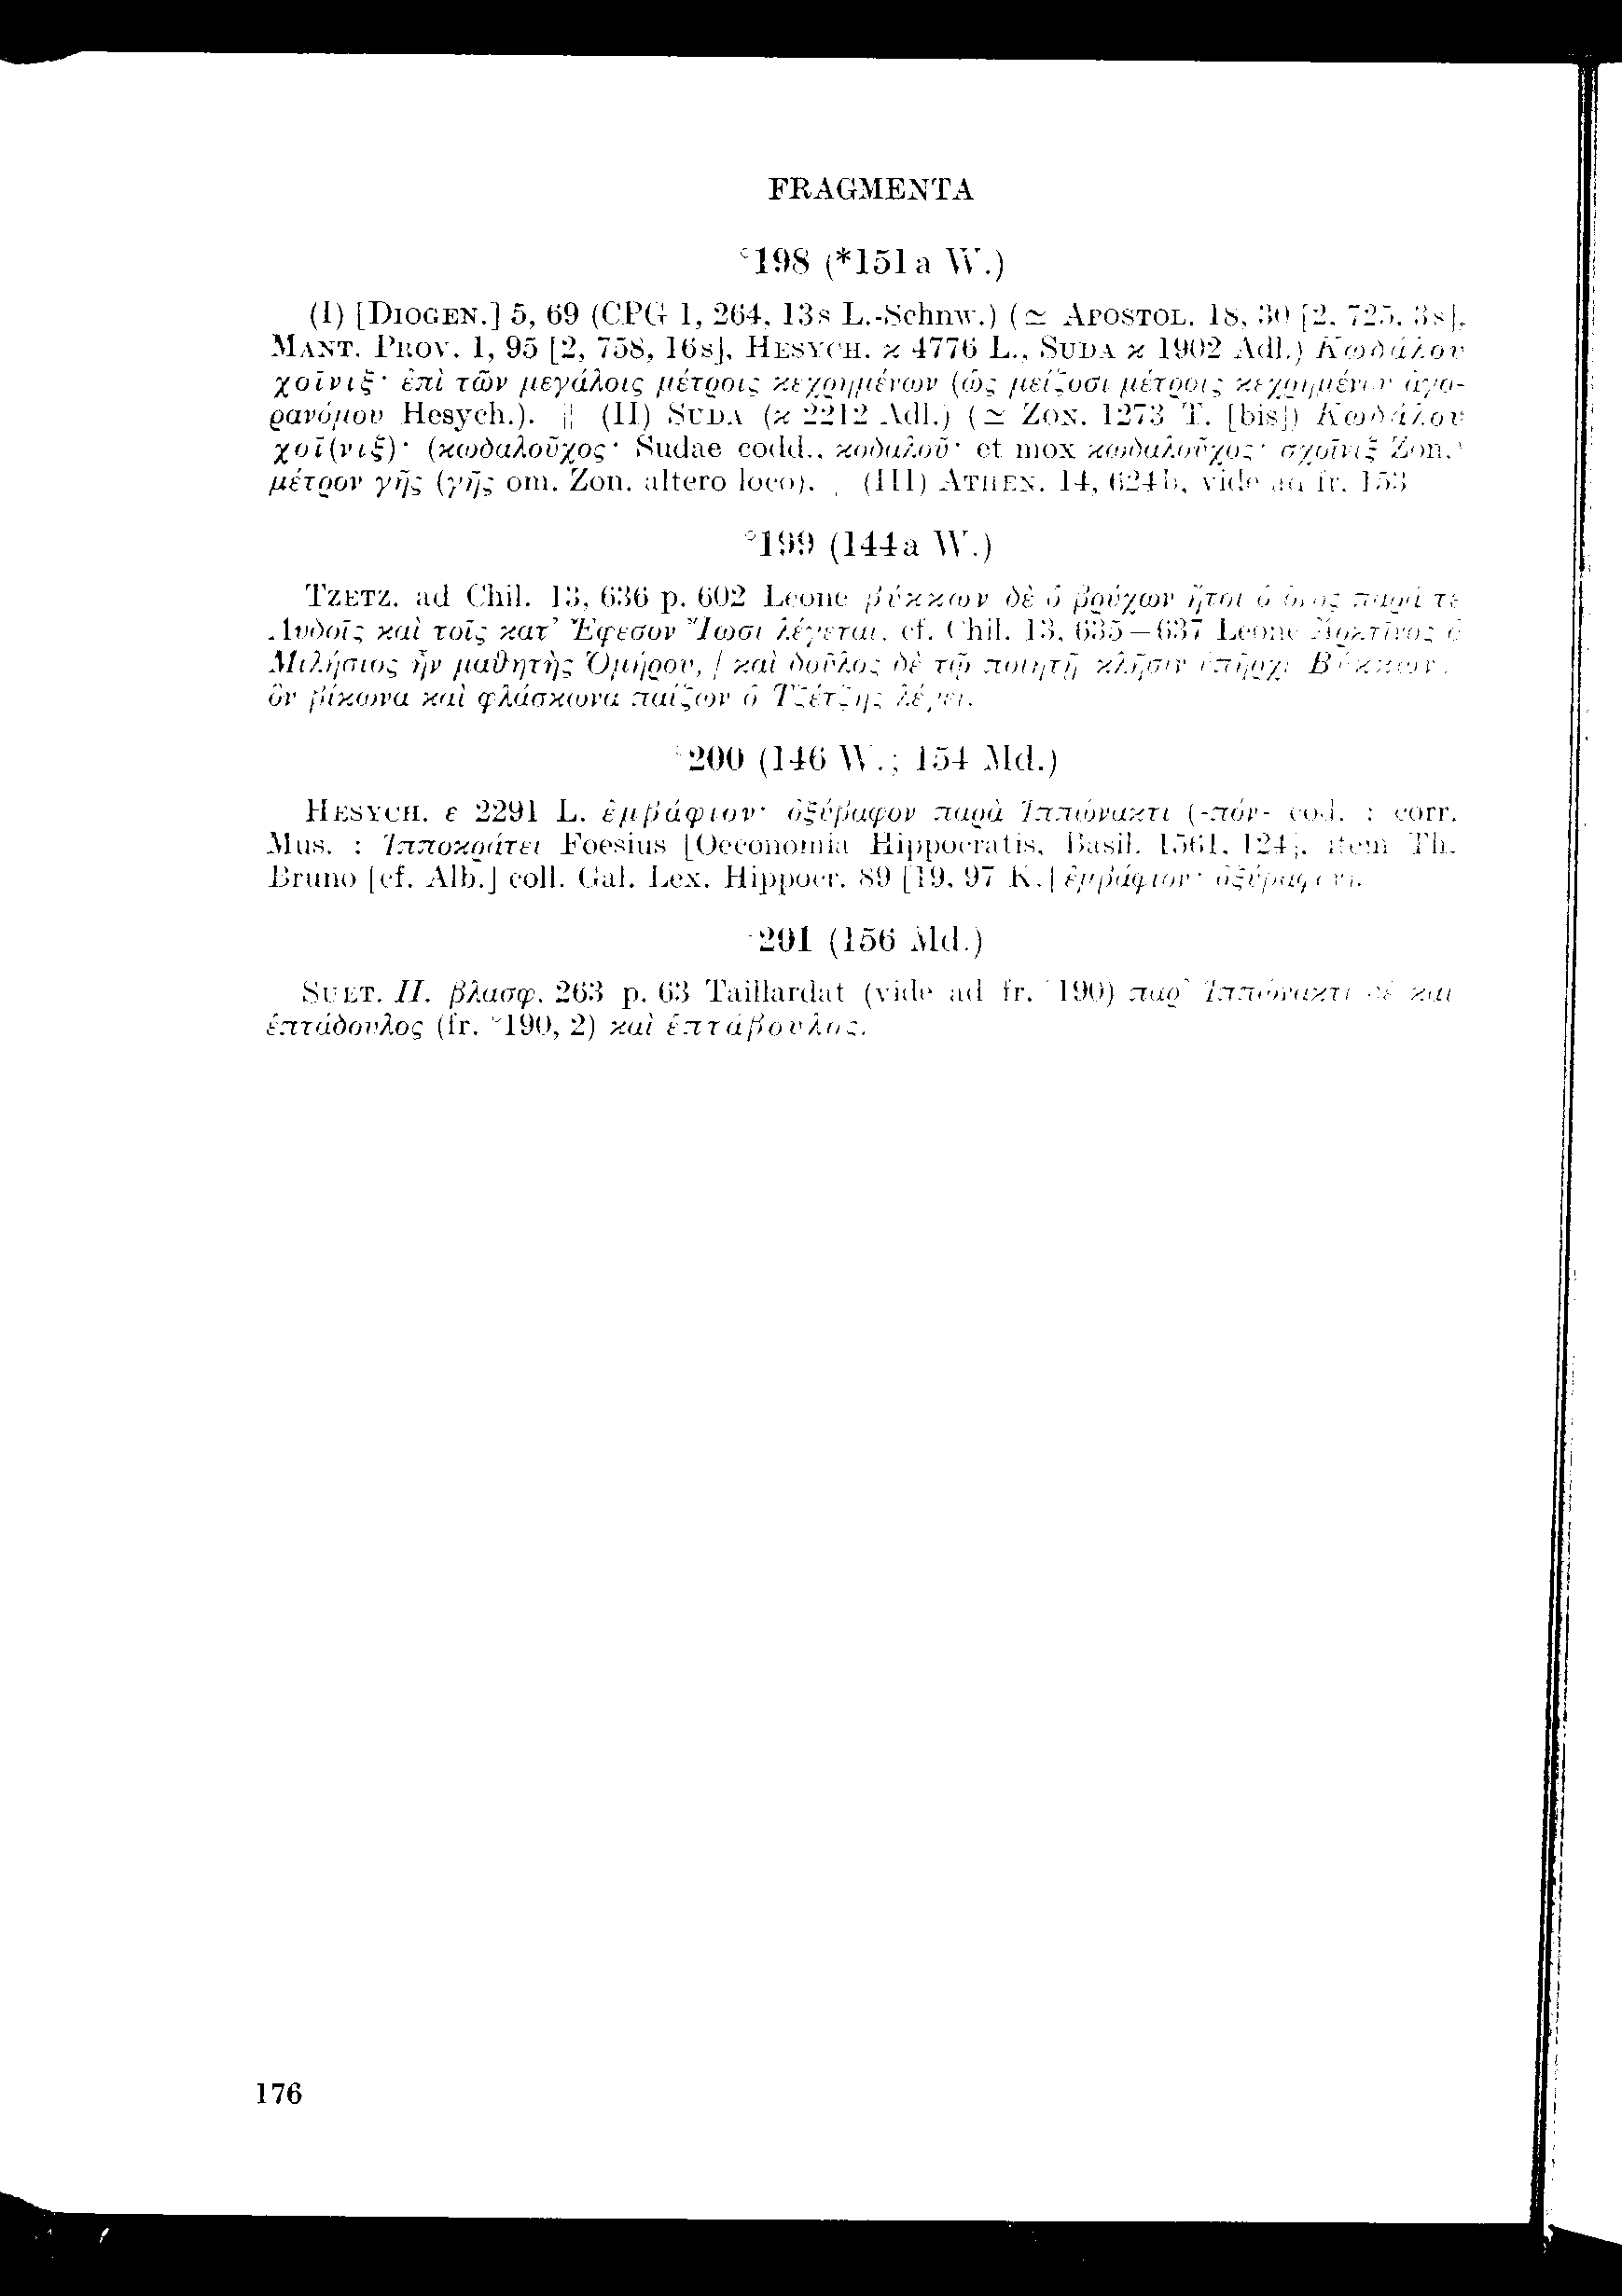 FRAGMENTA
°198 (*151a W.)
(I) [DIOGEN.] 5, 69 (CPG 1, 264, 13s L.-Schnw.) (≃ APOSTOL. 18, 30 [2, 725, 3s],
MANT. PROV. 1, 95 [2, 758, 16s], HESYCH. κ 4776 L., SUDA κ 1902 Adl.) Κωδάλου
χοῖνιξ· ἐπὶ τῶν μεγάλοις μέτροις κεχρημένων (ὡς μείζοσι μέτροις κεχρημένου ἀγο-
ρανόμου Hesych.). || (II) SUDA (κ 2212 Adl.) (≃ ZON. 1273 T. [bis]) Κωδάλου
χοῖ(νιξ)· (κωδαλοῦχος· Sudae codd., κοδαλοῦ· et mox κωδαλοῦχος· σχοῖνιξ Zon.)
μέτρον γῆς (γῆς om. Zon. altero loco). (III) ATHEN. 14, 624b, vide ad fr. 153
°199 (144a W.)
TZETZ. ad Chil. 13, 636 p. 602 Leone βύκκων δὲ ὁ βρύχων ἤτοι ὁ ὄνος παρά τε
Λυδοῖς καὶ τοῖς κατ’ Ἔφεσον Ἴωσι λέγεται. cf. Chil. 13, 635–637 Leone Ἀρκτῖνος ὁ
Μιλήσιος ἦν μαθητὴς Ὁμήρου, / καὶ δοῦλος δὲ τῷ ποιητῇ κλῆσιν ὑπῆρχε Βύκκων,
ὃν βίκωνα καὶ φλάσκωνα παίζων ὁ Τζέτζης λέγει.
°200 (146 W.; 154 Md.)
HESYCH. ε 2291 L. ἐμβάφιον· ὀξύβαφον παρὰ Ἱππώνακτι (-πόν- cod. : corr.
Mus. : Ἱπποκράτει Foesius [Oeconomia Hippocratis, Basil. 1561, 124], item Th.
Bruno [cf. Alb.] coll. Gal. Lex. Hippocr. 89 [19, 97 K.] ἐμβάφιον· ὀξύβαφον).
°201 (156 Md.)
SUET. Π. βλασφ. 263 p. 63 Taillardat (vide ad fr. °190) παρ’ Ἱππώνακτι δὲ καὶ
ἑπτάδουλος (fr. °190, 2) καὶ ἑπτάβουλος.
176